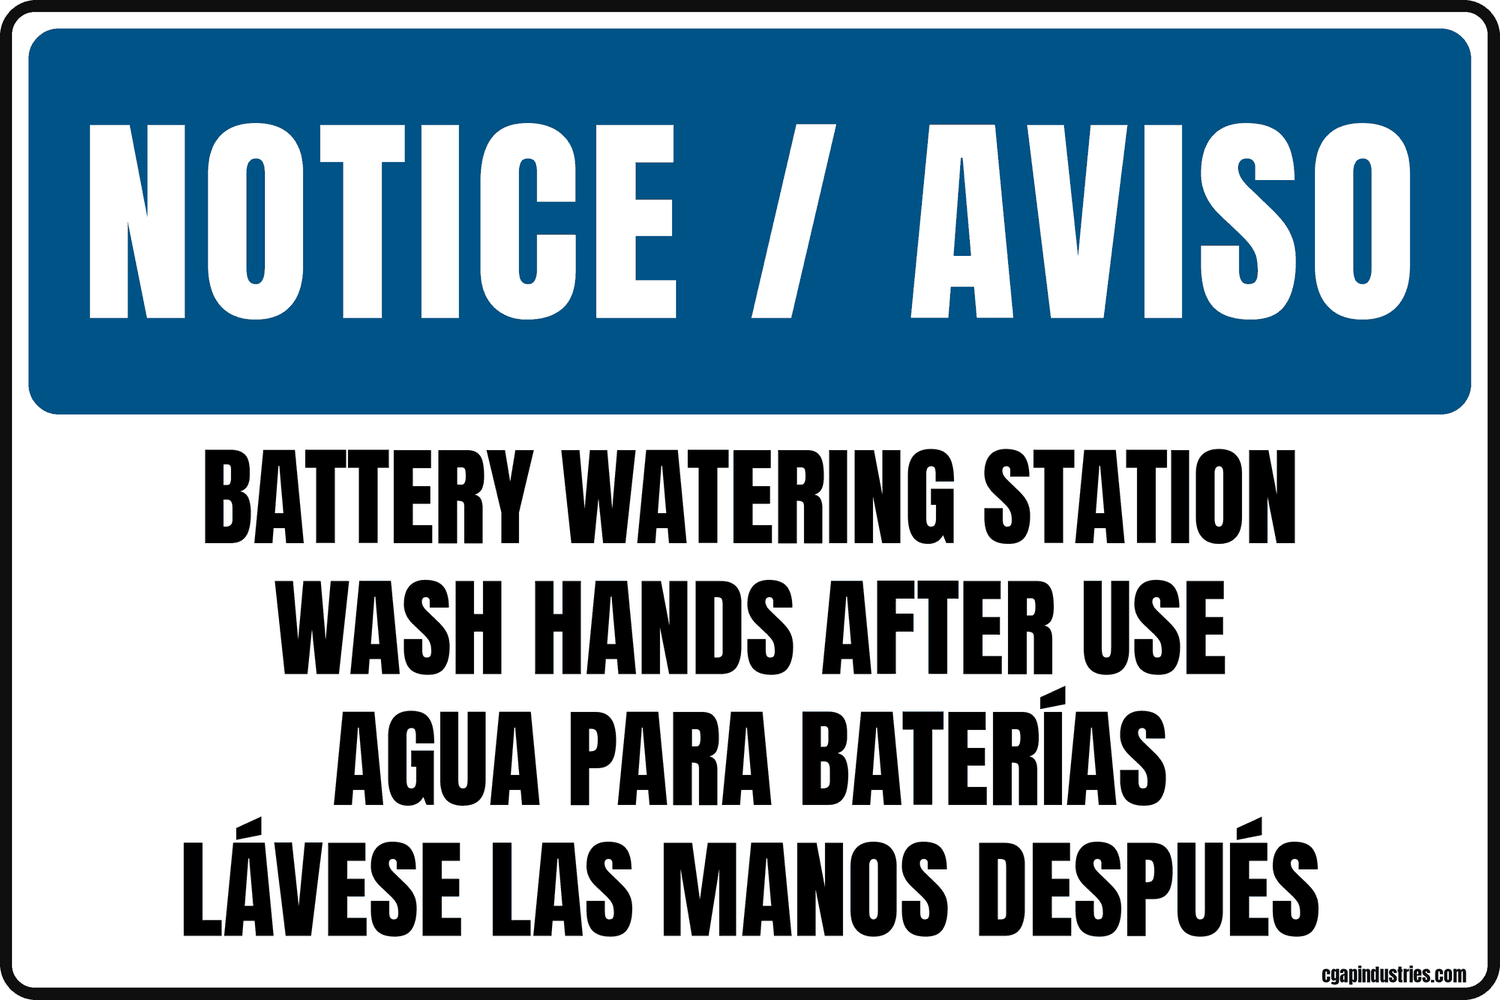 NOTICE / AVISO
BATTERY WATERING STATION
WASH HANDS AFTER USE
AGUA PARA BATERÍAS
LÁVESE LAS MANOS DESPUÉS
cgapindustries.com